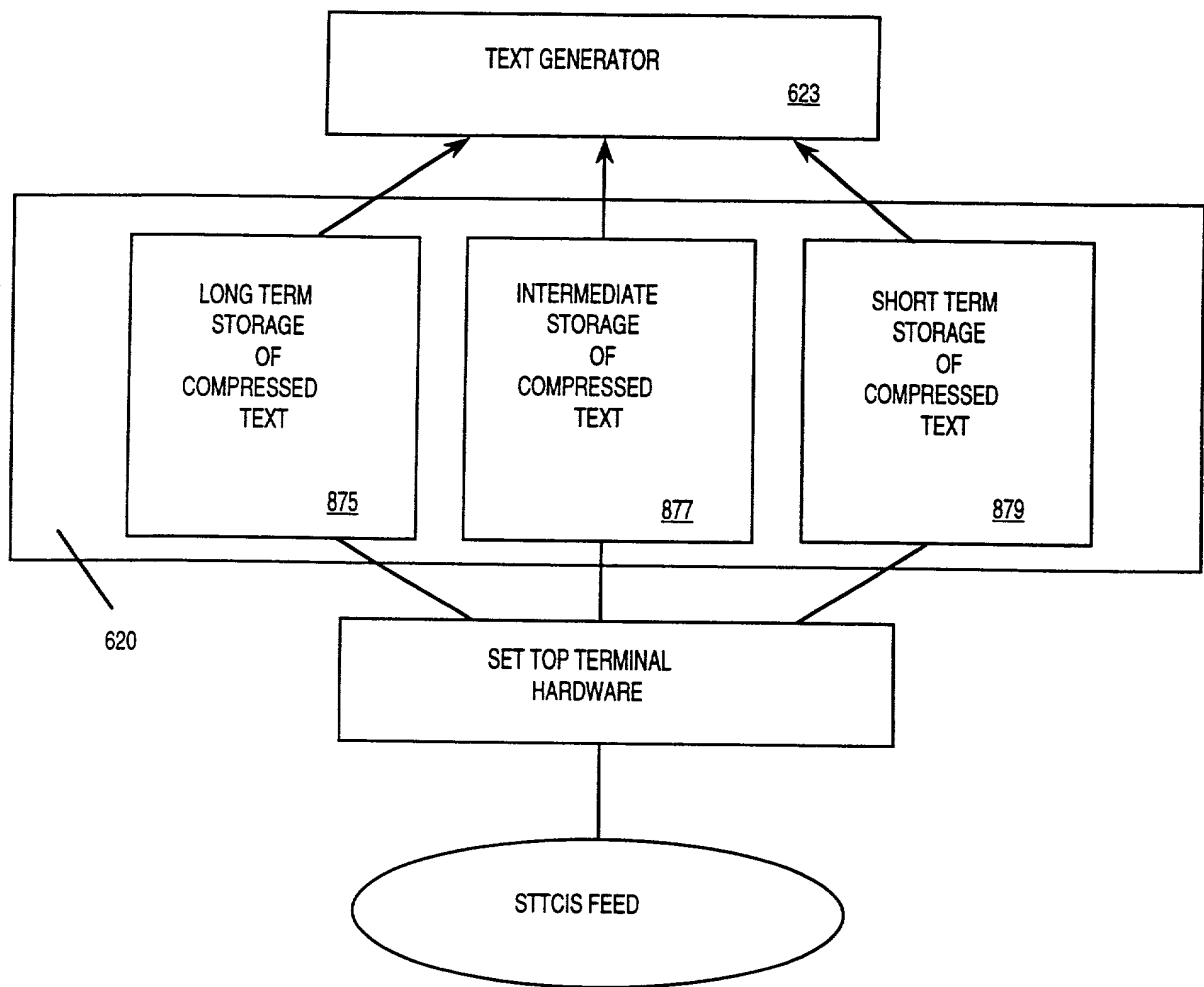 TEXT GENERATOR
623
LONG TERM
STORAGE
OF
COMPRESSED
TEXT
875
INTERMEDIATE
STORAGE
OF
COMPRESSED
TEXT
877
SHORT TERM
STORAGE
OF
COMPRESSED
TEXT
879
620
SET TOP TERMINAL
HARDWARE
STTCIS FEED